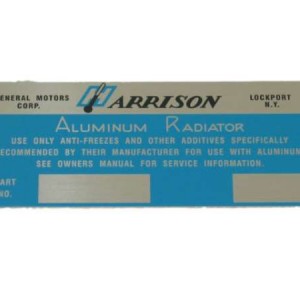 GENERAL MOTORS CORP.
HARRISON
LOCKPORT N.Y.
ALUMINUM RADIATOR
USE ONLY ANTI-FREEZES AND OTHER ADDITIVES SPECIFICALLY
RECOMMENDED BY THEIR MANUFACTURER FOR USE WITH ALUMINUM
SEE OWNERS MANUAL FOR SERVICE INFORMATION.
PART NO.